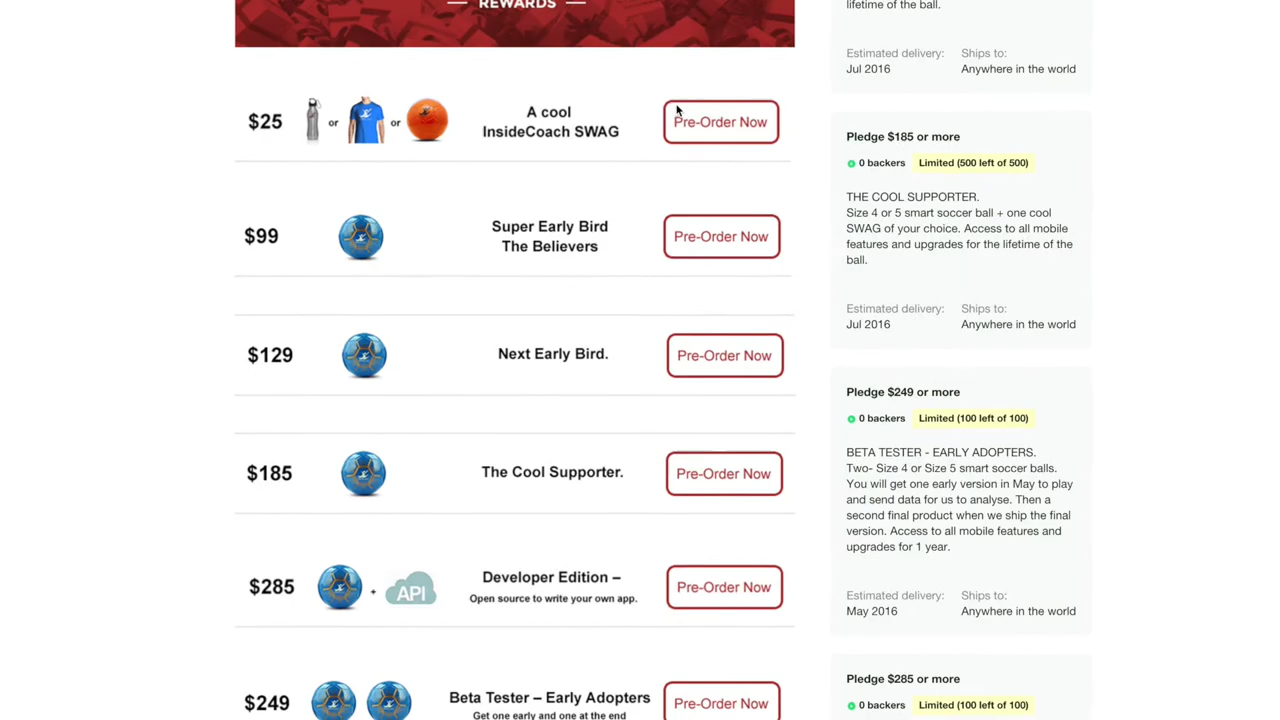 REWARDS
$25
or
or
A cool
InsideCoach SWAG
Pre-Order Now
$99
Super Early Bird
The Believers
Pre-Order Now
$129
Next Early Bird.
Pre-Order Now
$185
The Cool Supporter.
Pre-Order Now
$285
+
API
Developer Edition –
Open source to write your own app.
Pre-Order Now
$249
Beta Tester – Early Adopters
Get one early and one at the end
Pre-Order Now
lifetime of the ball.
Estimated delivery: Ships to:
Jul 2016 Anywhere in the world
Pledge $185 or more
0 backers Limited (500 left of 500)
THE COOL SUPPORTER.
Size 4 or 5 smart soccer ball + one cool
SWAG of your choice. Access to all mobile
features and upgrades for the lifetime of the
ball.
Estimated delivery: Ships to:
Jul 2016 Anywhere in the world
Pledge $249 or more
0 backers Limited (100 left of 100)
BETA TESTER - EARLY ADOPTERS.
Two- Size 4 or Size 5 smart soccer balls.
You will get one early version in May to play
and send data for us to analyse. Then a
second final product when we ship the final
version. Access to all mobile features and
upgrades for 1 year.
Estimated delivery: Ships to:
May 2016 Anywhere in the world
Pledge $285 or more
0 backers Limited (100 left of 100)